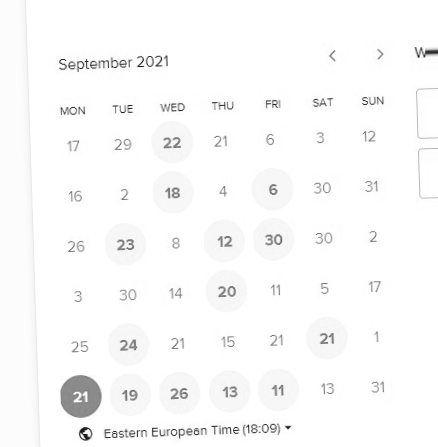 September 2021
MON TUE WED THU FRI SAT SUN
17 29 22 21 6 3 12
16 2 18 4 6 30 31
26 23 8 12 30 30 2
3 30 14 20 11 5 17
25 24 21 15 21 21 1
21 19 26 13 11 13 31
Eastern European Time (18:09)